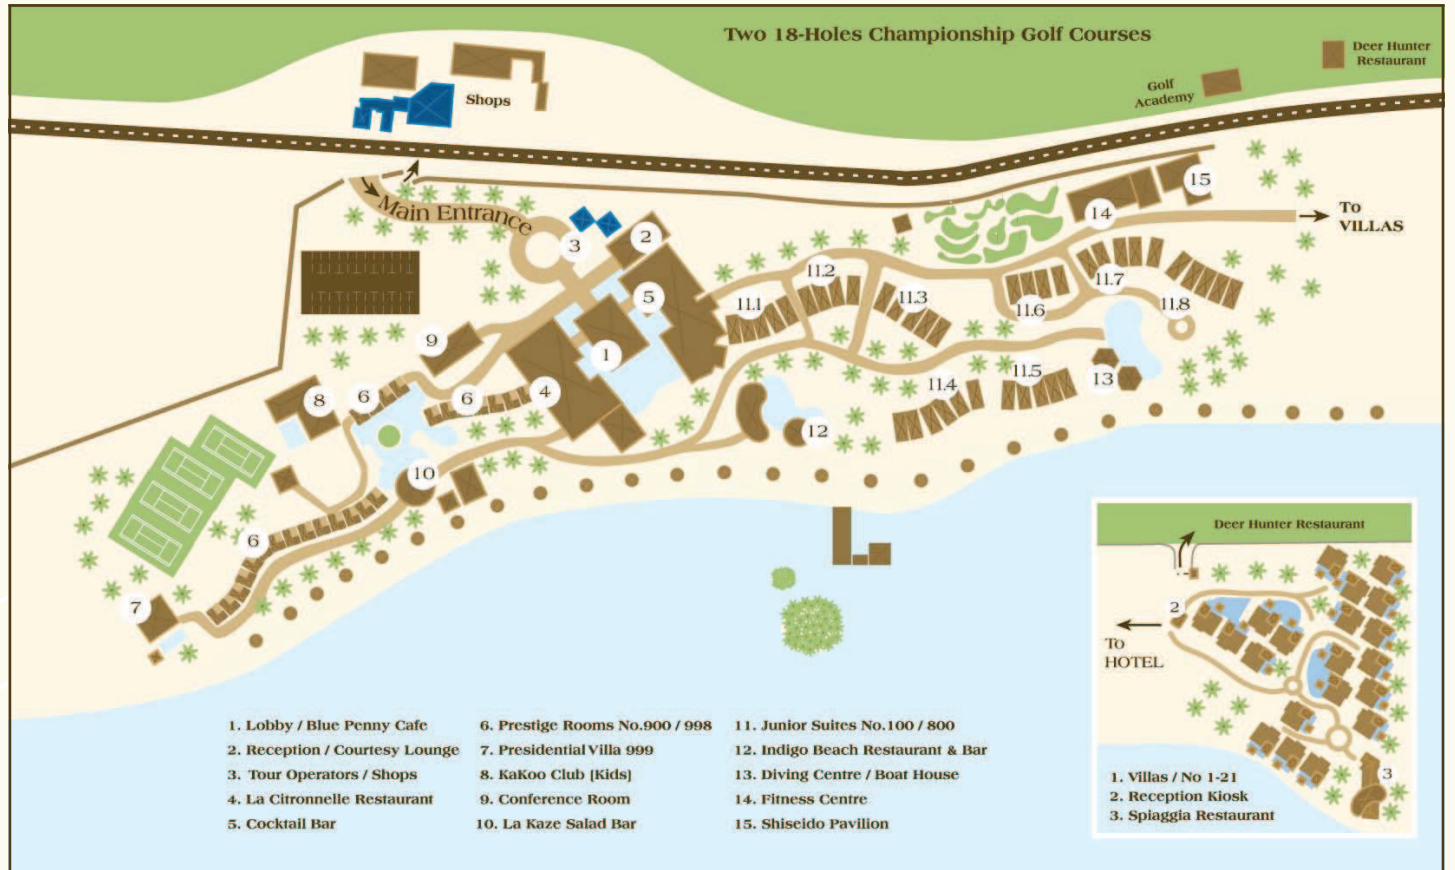 Two 18-Holes Championship Golf Courses
Deer Hunter
Restaurant
Golf
Academy
Shops
Main Entrance
To
VILLAS
15
14
2
3
5
11.1
11.2
11.3
11.6
11.7
11.8
9
1
4
6
6
8
11.4
11.5
13
12
10
6
7
1. Lobby / Blue Penny Cafe
2. Reception / Courtesy Lounge
3. Tour Operators / Shops
4. La Citronnelle Restaurant
5. Cocktail Bar
6. Prestige Rooms No.900 / 998
7. Presidential Villa 999
8. KaKoo Club (Kids)
9. Conference Room
10. La Kaze Salad Bar
11. Junior Suites No.100 / 800
12. Indigo Beach Restaurant & Bar
13. Diving Centre / Boat House
14. Fitness Centre
15. Shiseido Pavilion
Deer Hunter Restaurant
2
To
HOTEL
3
1. Villas / No 1-21
2. Reception Kiosk
3. Spiaggia Restaurant